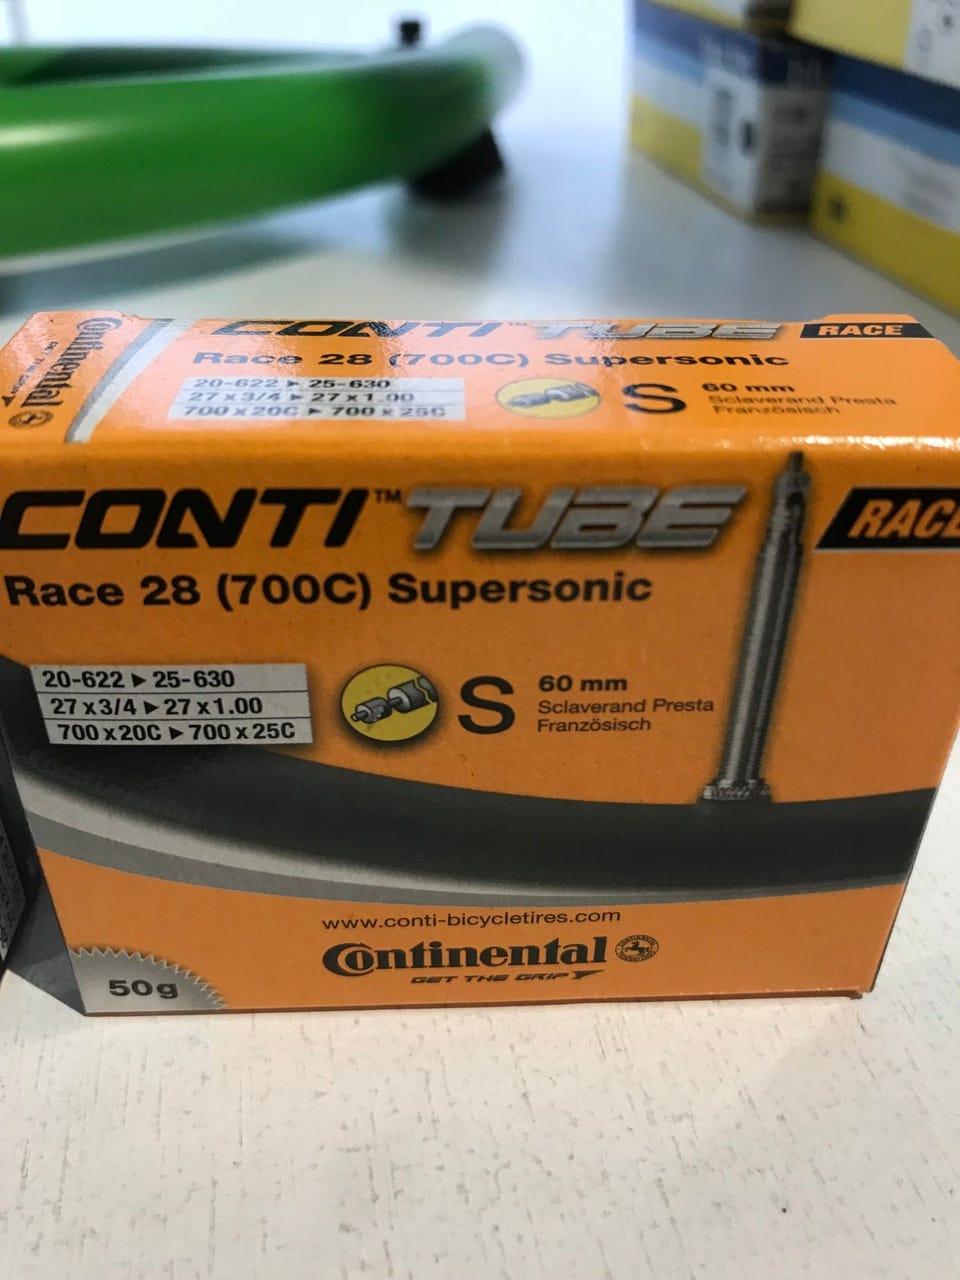 CONTI™ TUBE RACE
Race 28 (700C) Supersonic
20-622 ▸ 25-630
27 x 3/4 ▸ 27 x 1.00
700 x 20C ▸ 700 x 25C
S
60 mm
Sclaverand Presta
Französisch
Continental
CONTI™ TUBE RACE
Race 28 (700C) Supersonic
20-622 ▸ 25-630
27 x 3/4 ▸ 27 x 1.00
700 x 20C ▸ 700 x 25C
S
60 mm
Sclaverand Presta
Französisch
www.conti-bicycletires.com
Continental
GET THE GRIP
50g